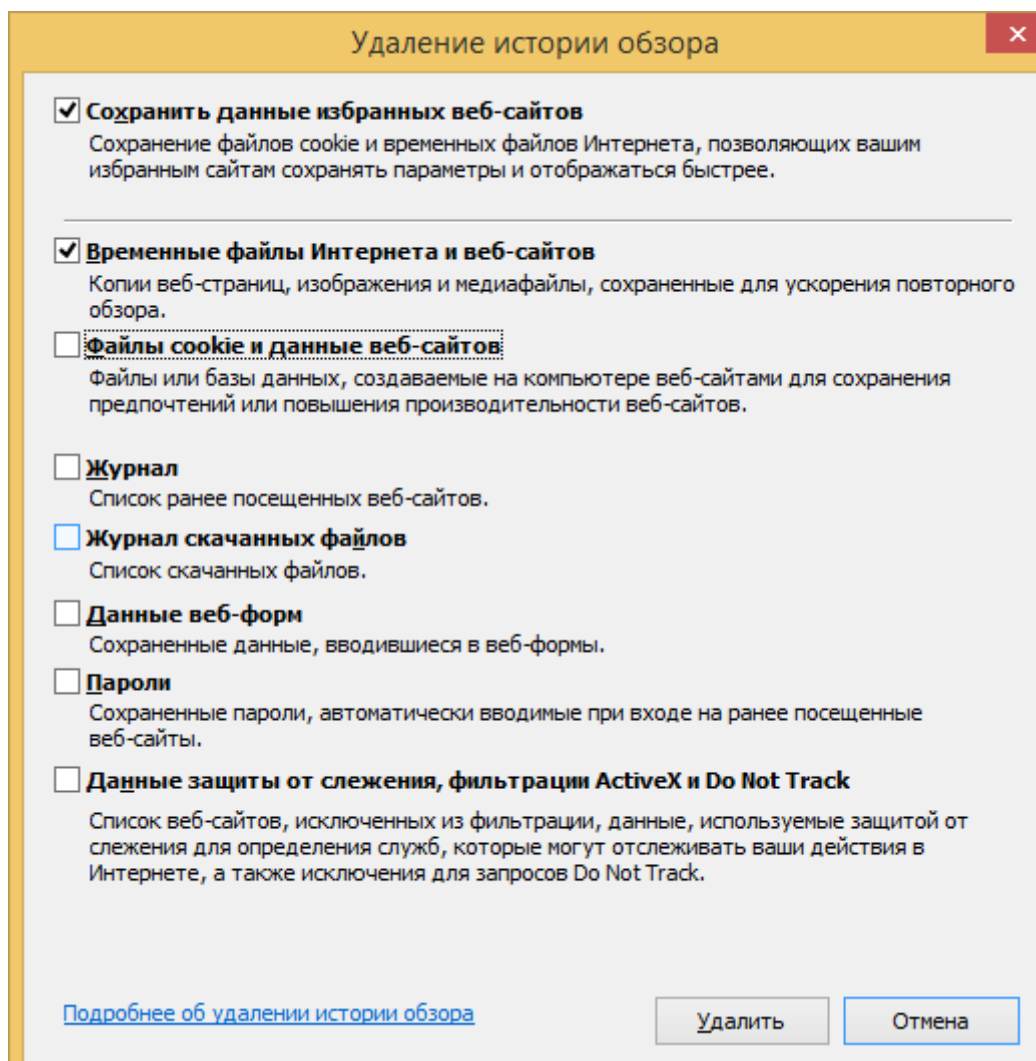 Удаление истории обзора
Сохранить данные избранных веб-сайтов
Сохранение файлов cookie и временных файлов Интернета, позволяющих вашим
избранным сайтам сохранять параметры и отображаться быстрее.
Временные файлы Интернета и веб-сайтов
Копии веб-страниц, изображения и медиафайлы, сохраненные для ускорения повторного
обзора.
Файлы cookie и данные веб-сайтов
Файлы или базы данных, создаваемые на компьютере веб-сайтами для сохранения
предпочтений или повышения производительности веб-сайтов.
Журнал
Список ранее посещенных веб-сайтов.
Журнал скачанных файлов
Список скачанных файлов.
Данные веб-форм
Сохраненные данные, вводившиеся в веб-формы.
Пароли
Сохраненные пароли, автоматически вводимые при входе на ранее посещенные
веб-сайты.
Данные защиты от слежения, фильтрации ActiveX и Do Not Track
Список веб-сайтов, исключенных из фильтрации, данные, используемые защитой от
слежения для определения служб, которые могут отслеживать ваши действия в
Интернете, а также исключения для запросов Do Not Track.
Подробнее об удалении истории обзора
Удалить
Отмена